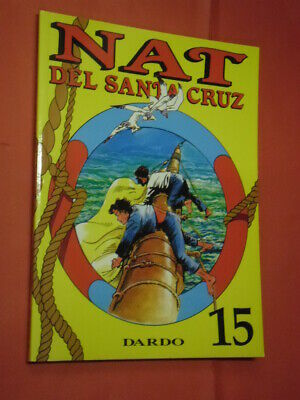 NAT
DEL SANTA CRUZ
DARDO
15